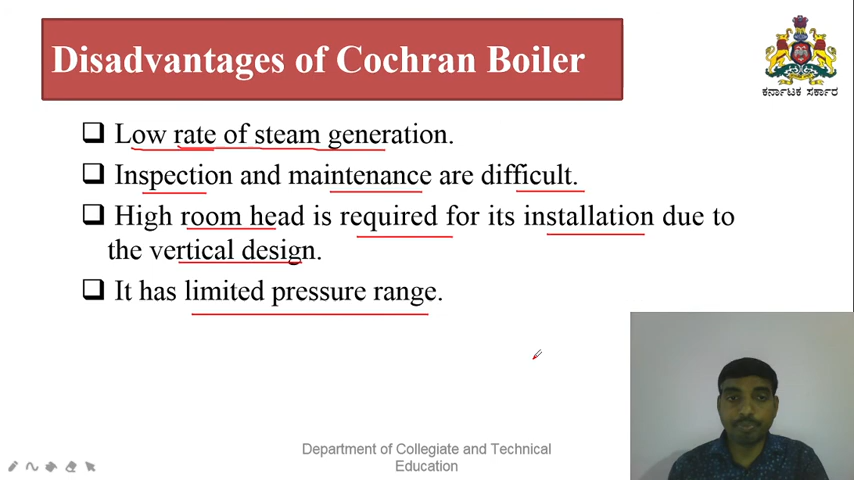 Disadvantages of Cochran Boiler
ಕರ್ನಾಟಕ ಸರ್ಕಾರ
❑ Low rate of steam generation.
❑ Inspection and maintenance are difficult.
❑ High room head is required for its installation due to
the vertical design.
❑ It has limited pressure range.
Department of Collegiate and Technical
Education